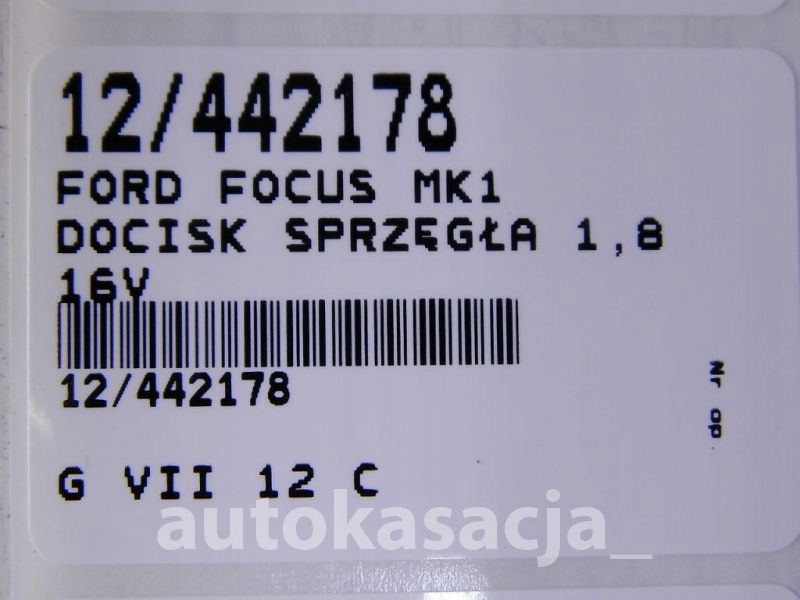 12/442178
FORD FOCUS MK1
DOCISK SPRZĘGŁA 1,8
16V
12/442178
Nr op.
G VII 12 C
autokasacja_